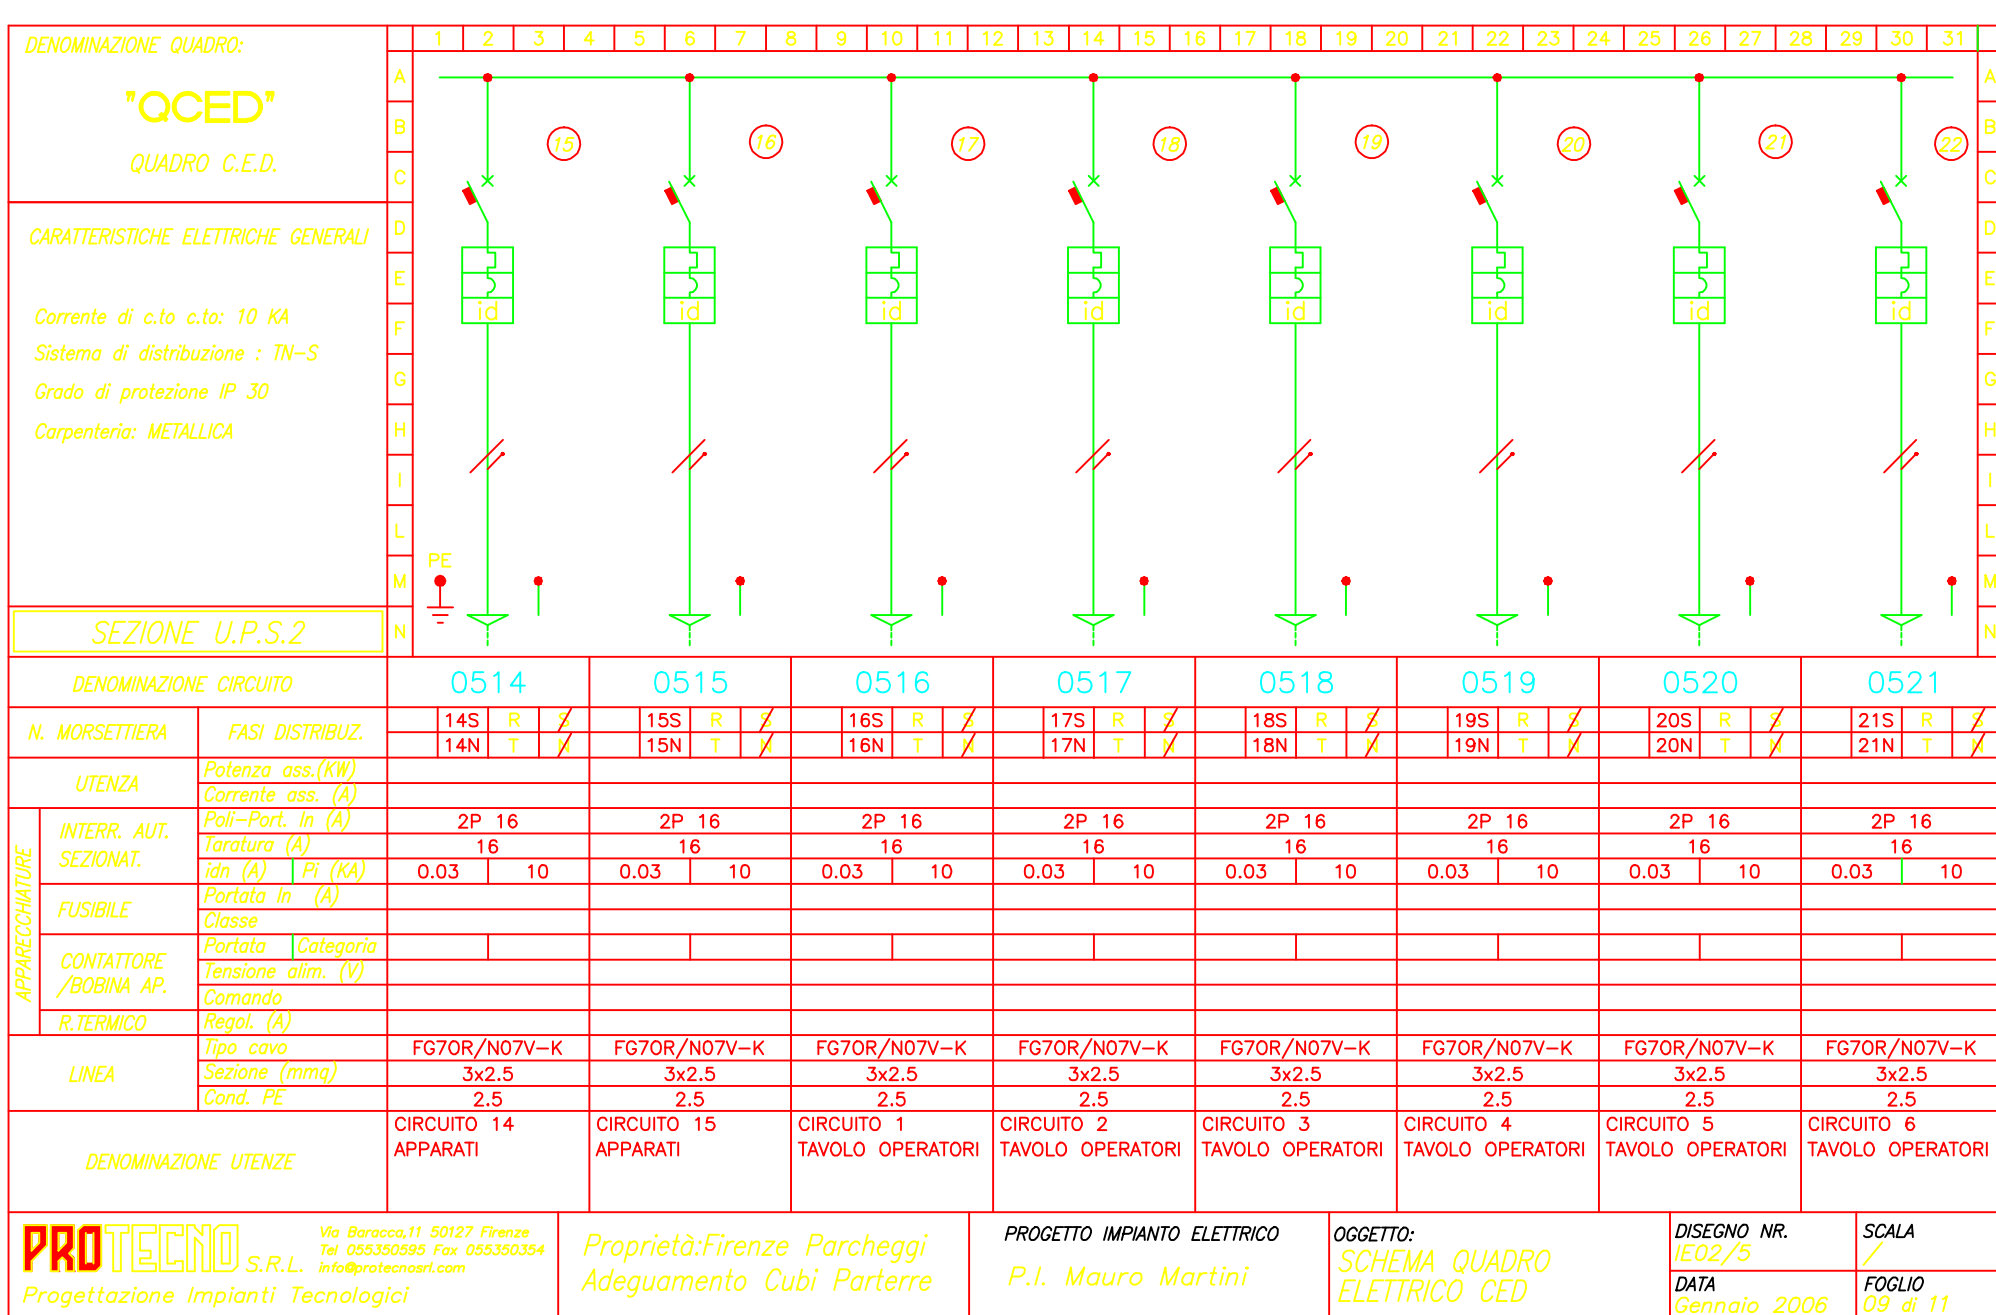 DENOMINAZIONE QUADRO:
"QCED"
QUADRO C.E.D.
CARATTERISTICHE ELETTRICHE GENERALI
Corrente di c.to c.to: 10 KA
Sistema di distribuzione : TN-S
Grado di protezione IP 30
Carpenteria: METALLICA
SEZIONE U.P.S.2
1 2 3 4 5 6 7 8 9 10 11 12 13 14 15 16 17 18 19 20 21 22 23 24 25 26 27 28 29 30 31
A A
B B
C C
D D
E E
F F
G G
H H
I I
L L
M M
N N
15 16 17 18 19 20 21 22
id id id id id id id id
PE
DENOMINAZIONE CIRCUITO 0514 0515 0516 0517 0518 0519 0520 0521
N. MORSETTIERA FASI DISTRIBUZ.
14S R S 15S R S 16S R S 17S R S 18S R S 19S R S 20S R S 21S R S
14N T N 15N T N 16N T N 17N T N 18N T N 19N T N 20N T N 21N T N
UTENZA
Potenza ass.(KW)
Corrente ass. (A)
APPARECCHIATURE
INTERR. AUT.
SEZIONAT.
Poli-Port. In (A) 2P 16 2P 16 2P 16 2P 16 2P 16 2P 16 2P 16 2P 16
Taratura (A) 16 16 16 16 16 16 16 16
idn (A) Pi (KA) 0.03 10 0.03 10 0.03 10 0.03 10 0.03 10 0.03 10 0.03 10 0.03 10
FUSIBILE
Portata In (A)
Classe
CONTATTORE
/BOBINA AP.
Portata Categoria
Tensione alim. (V)
Comando
R.TERMICO Regol. (A)
LINEA
Tipo cavo FG7OR/N07V-K FG7OR/N07V-K FG7OR/N07V-K FG7OR/N07V-K FG7OR/N07V-K FG7OR/N07V-K FG7OR/N07V-K FG7OR/N07V-K
Sezione (mmq) 3x2.5 3x2.5 3x2.5 3x2.5 3x2.5 3x2.5 3x2.5 3x2.5
Cond. PE 2.5 2.5 2.5 2.5 2.5 2.5 2.5 2.5
DENOMINAZIONE UTENZE
CIRCUITO 14 CIRCUITO 15 CIRCUITO 1 CIRCUITO 2 CIRCUITO 3 CIRCUITO 4 CIRCUITO 5 CIRCUITO 6
APPARATI APPARATI TAVOLO OPERATORI TAVOLO OPERATORI TAVOLO OPERATORI TAVOLO OPERATORI TAVOLO OPERATORI TAVOLO OPERATORI
PROTECNO S.R.L.
Via Baracca,11 50127 Firenze
Tel 055350595 Fax 055350354
info@protecnosrl.com
Progettazione Impianti Tecnologici
Proprietà:Firenze Parcheggi
Adeguamento Cubi Parterre
PROGETTO IMPIANTO ELETTRICO
P.I. Mauro Martini
OGGETTO:
SCHEMA QUADRO
ELETTRICO CED
DISEGNO NR.
IE02/5
SCALA
/
DATA
Gennaio 2006
FOGLIO
09 di 11